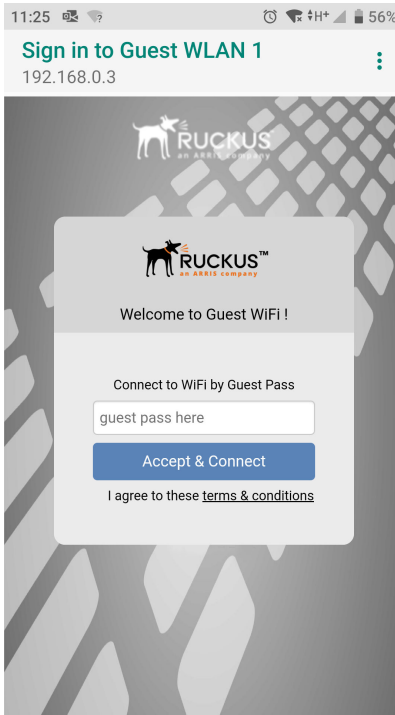 11:25
H+
56%
Sign in to Guest WLAN 1
192.168.0.3
RUCKUS
an ARRIS company
RUCKUS™
an ARRIS company
Welcome to Guest WiFi !
Connect to WiFi by Guest Pass
guest pass here
Accept & Connect
I agree to these terms & conditions